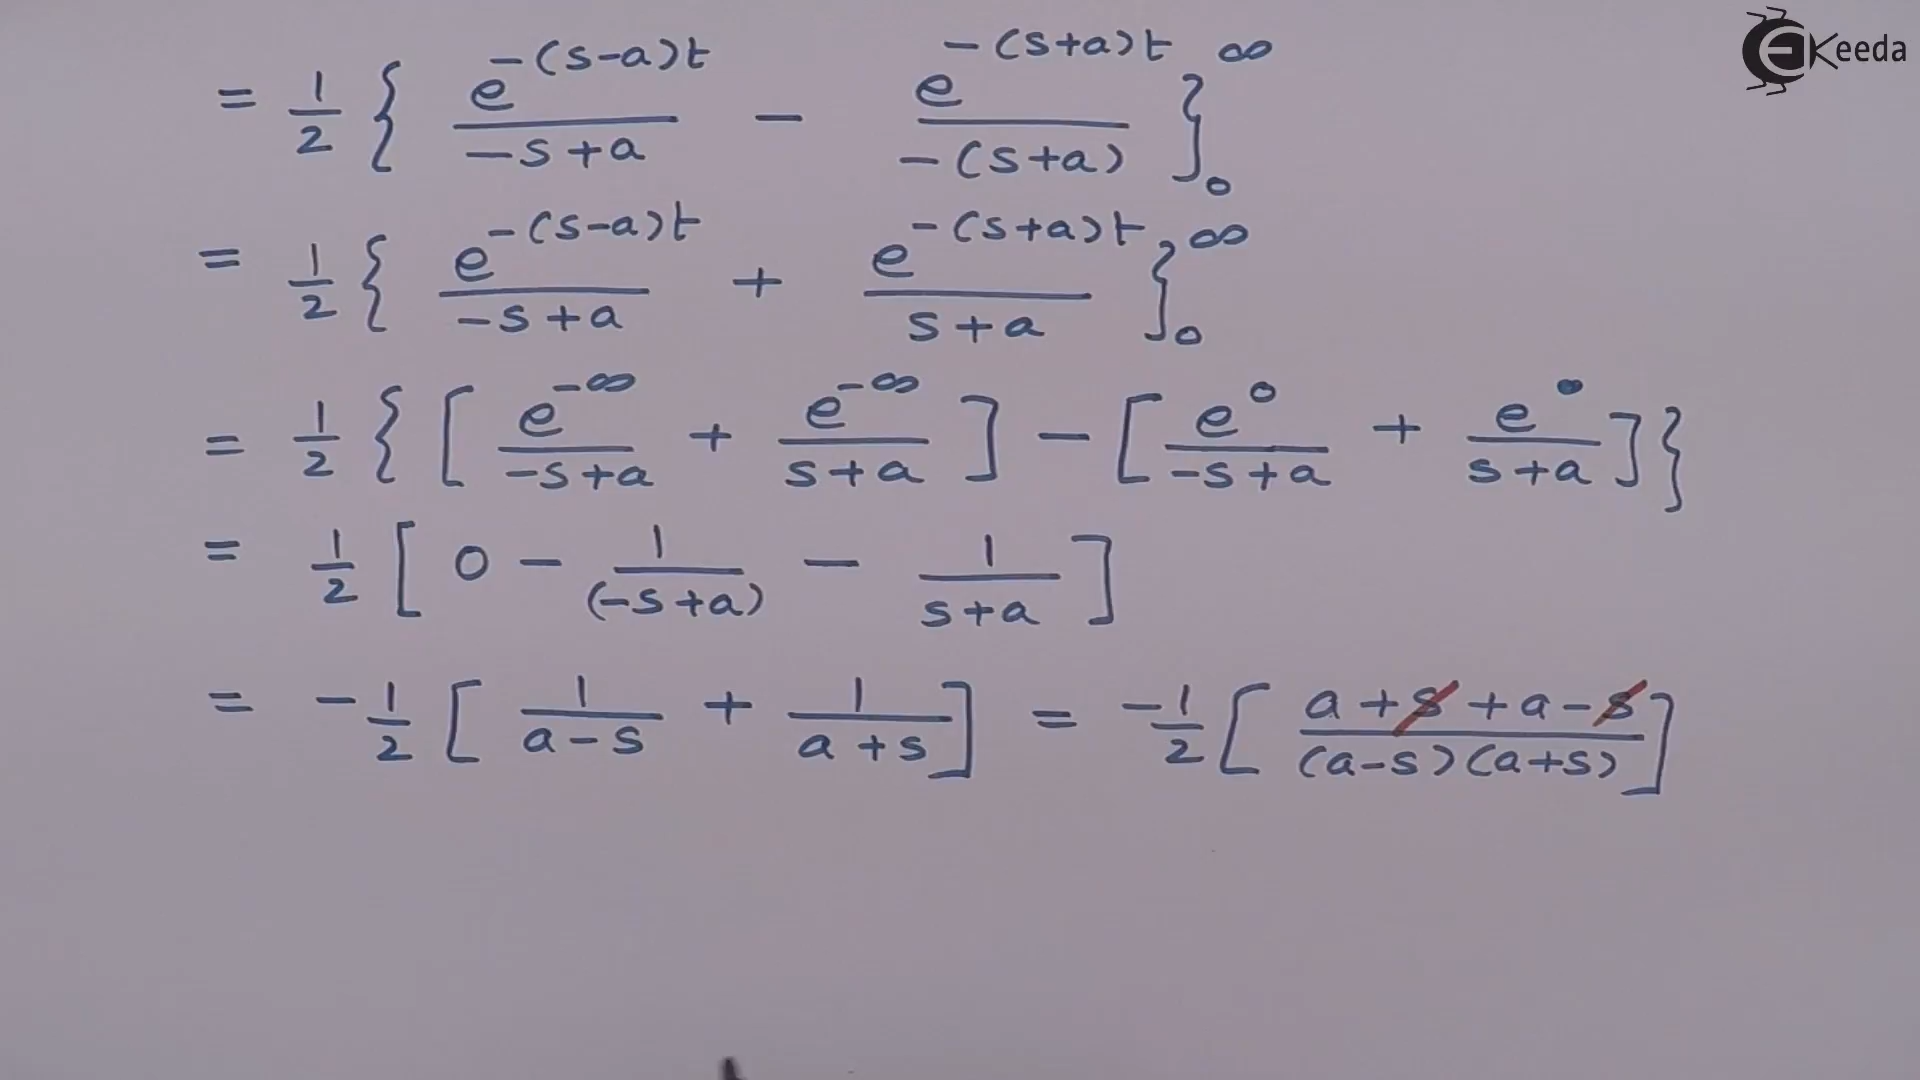 = 1/2 { e^-(s-a)t / -s+a - e^-(s+a)t / -(s+a) }_0^∞
= 1/2 { e^-(s-a)t / -s+a + e^-(s+a)t / s+a }_0^∞
= 1/2 { [ e^-∞ / -s+a + e^-∞ / s+a ] - [ e^0 / -s+a + e^0 / s+a ] }
= 1/2 [ 0 - 1/(-s+a) - 1/s+a ]
= -1/2 [ 1/a-s + 1/a+s ] = -1/2 [ a+s+a-s / (a-s)(a+s) ]
eKeeda